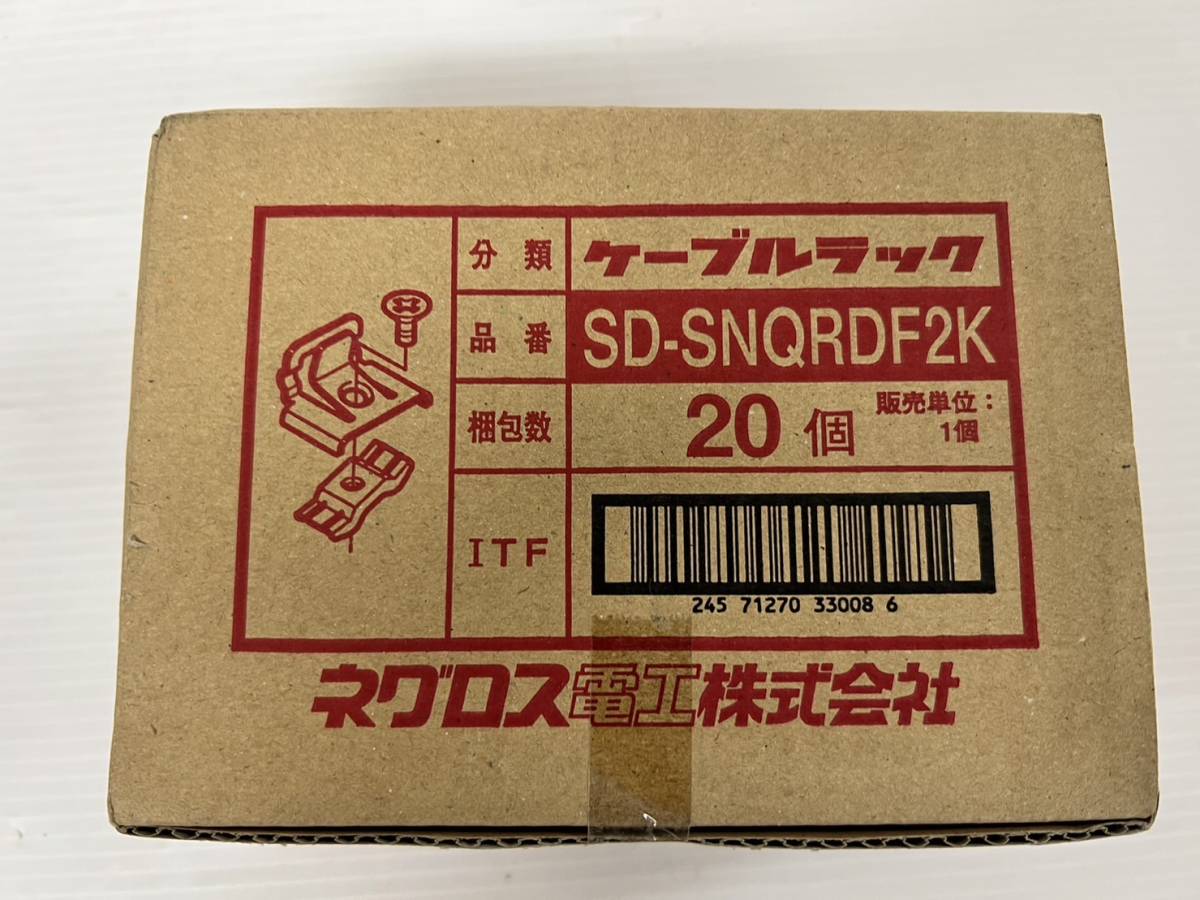 分類 ケーブルラック
品番 SD-SNQRDF2K
梱包数 20個 販売単位：
1個
ITF
245 71270 33008 6
ネグロス電工株式会社